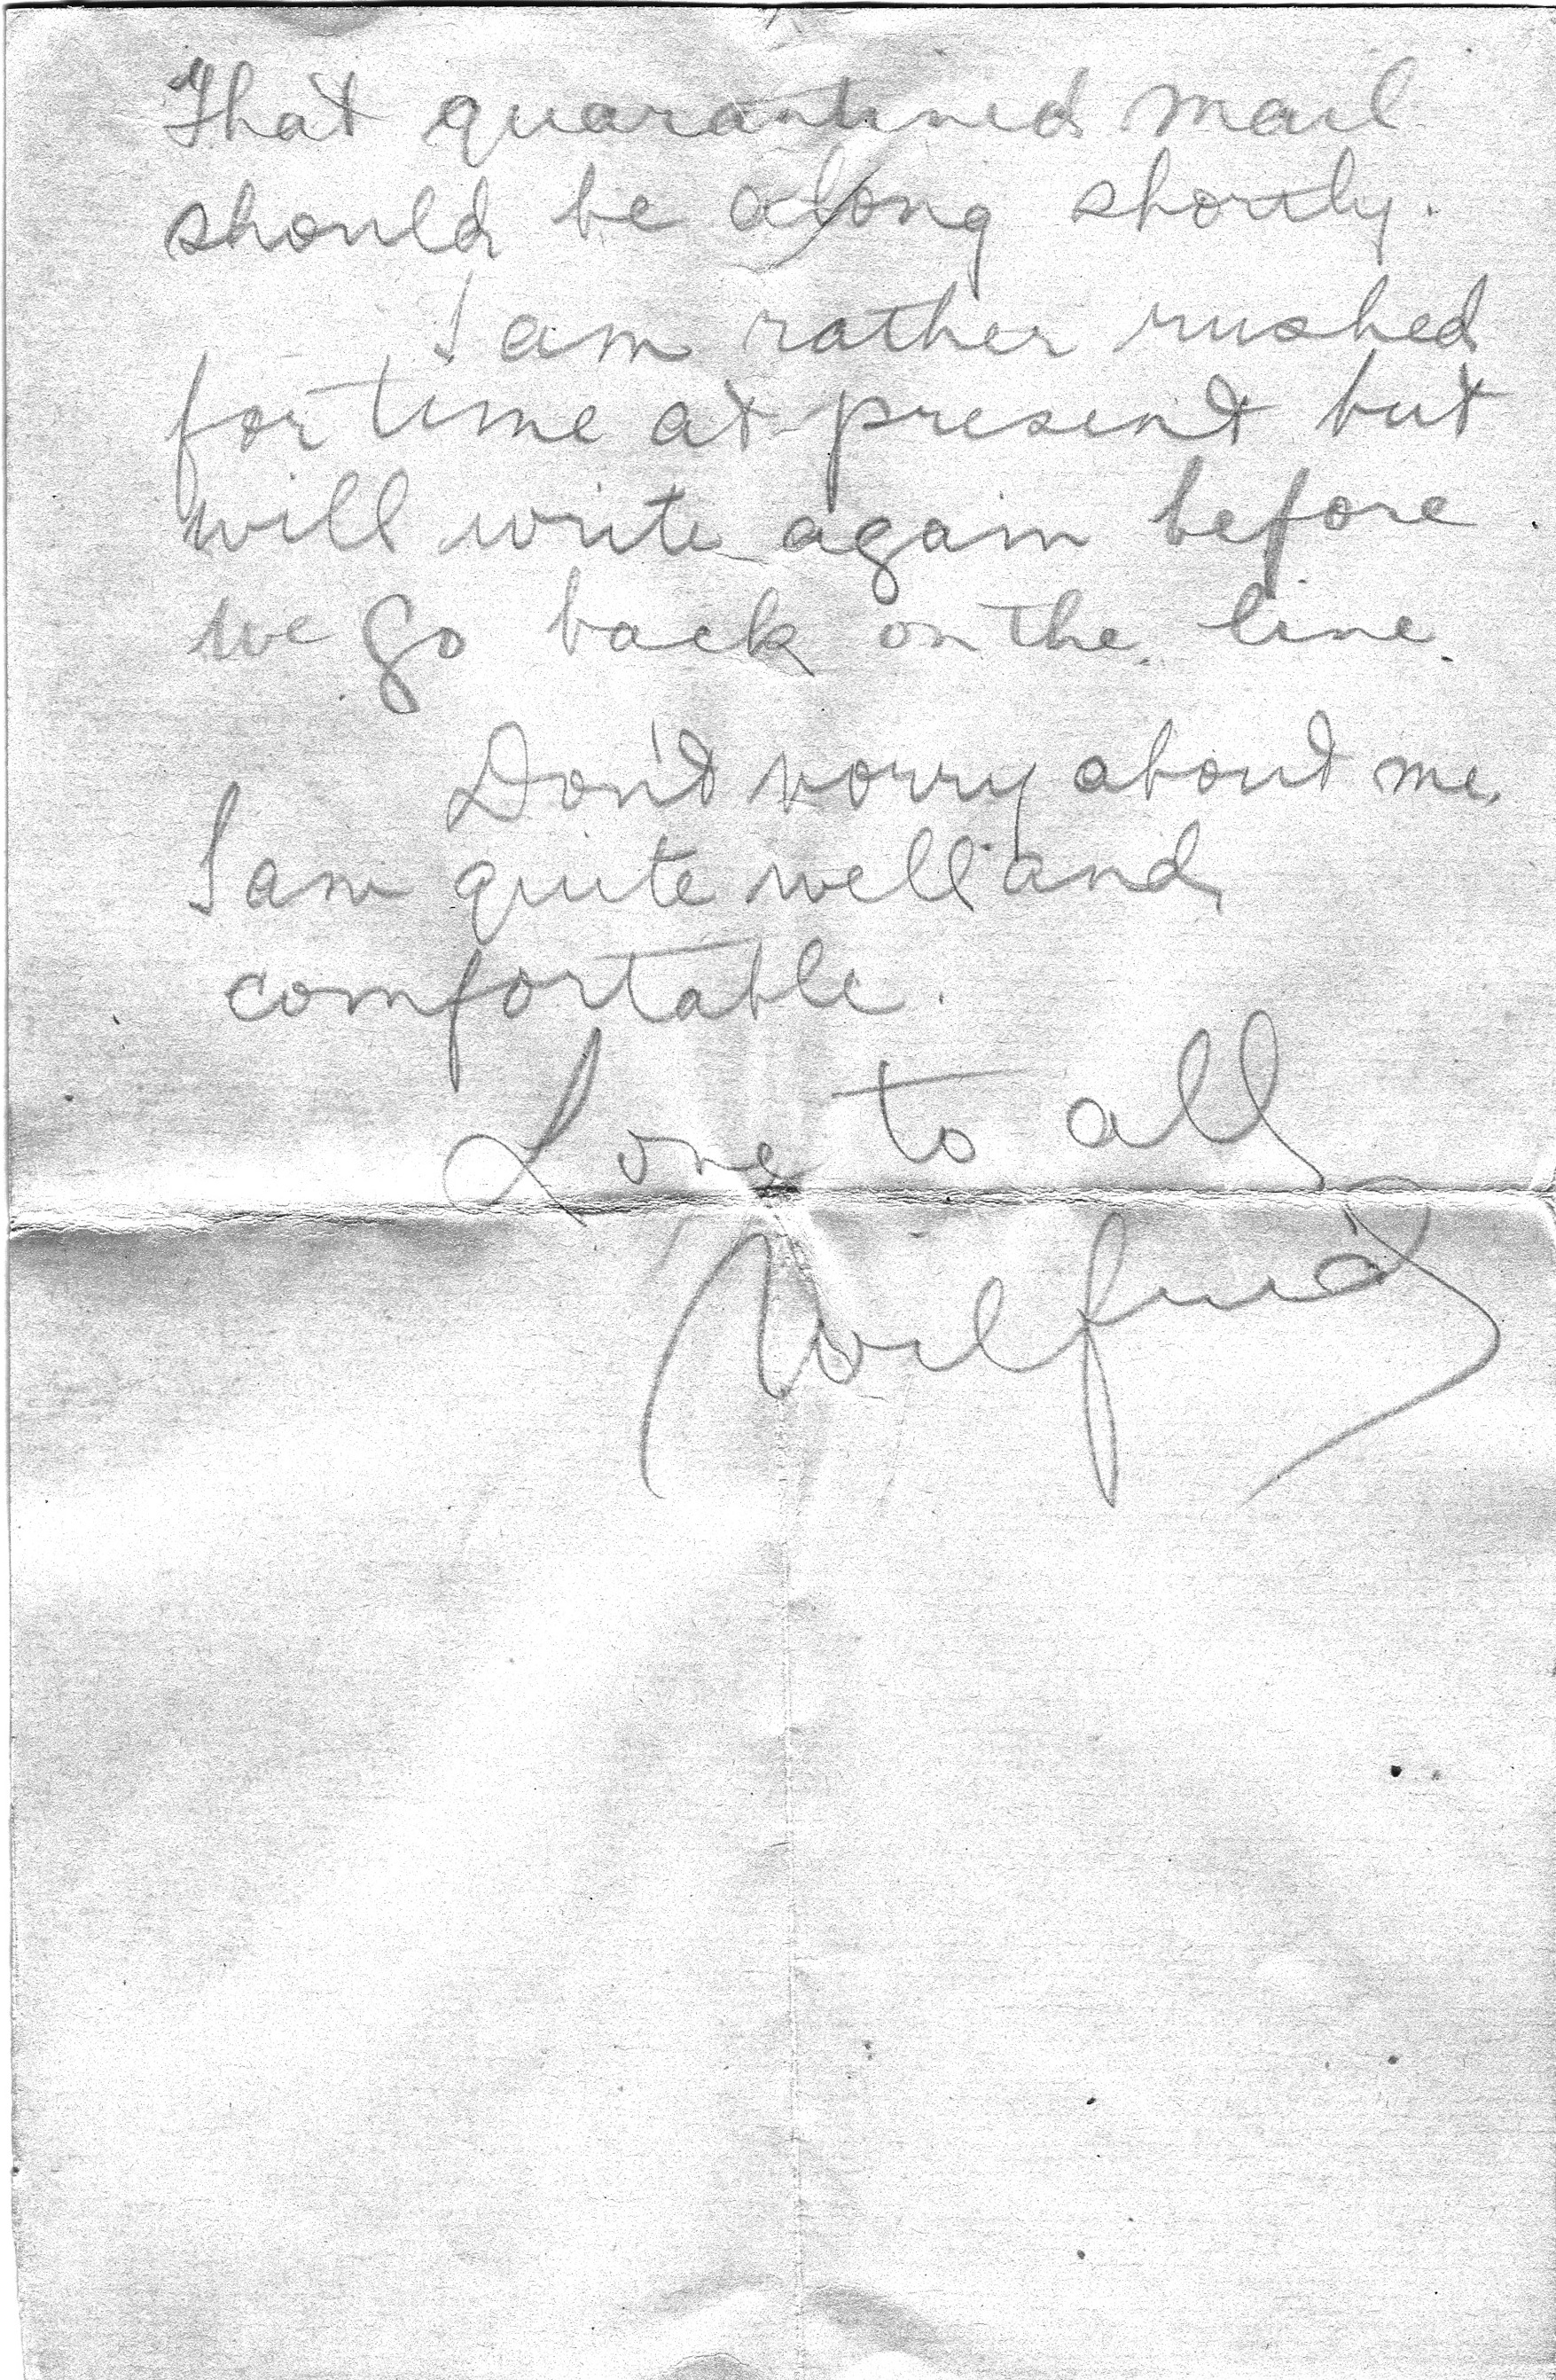 That quarantined mail
should be along shortly.
I am rather rushed
for time at present but
will write again before
we go back on the line.
Don't worry about me.
I am quite well and
comfortable.
Love to all
Wilfrid